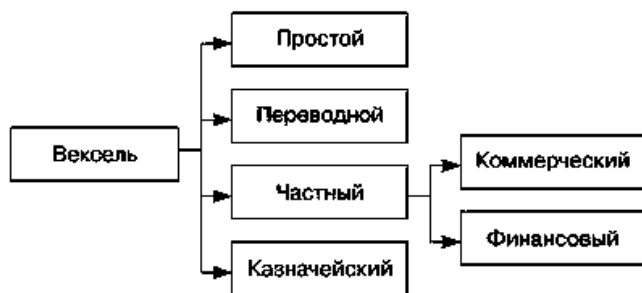 Простой
Переводной
Вексель
Частный
Коммерческий
Финансовый
Казначейский